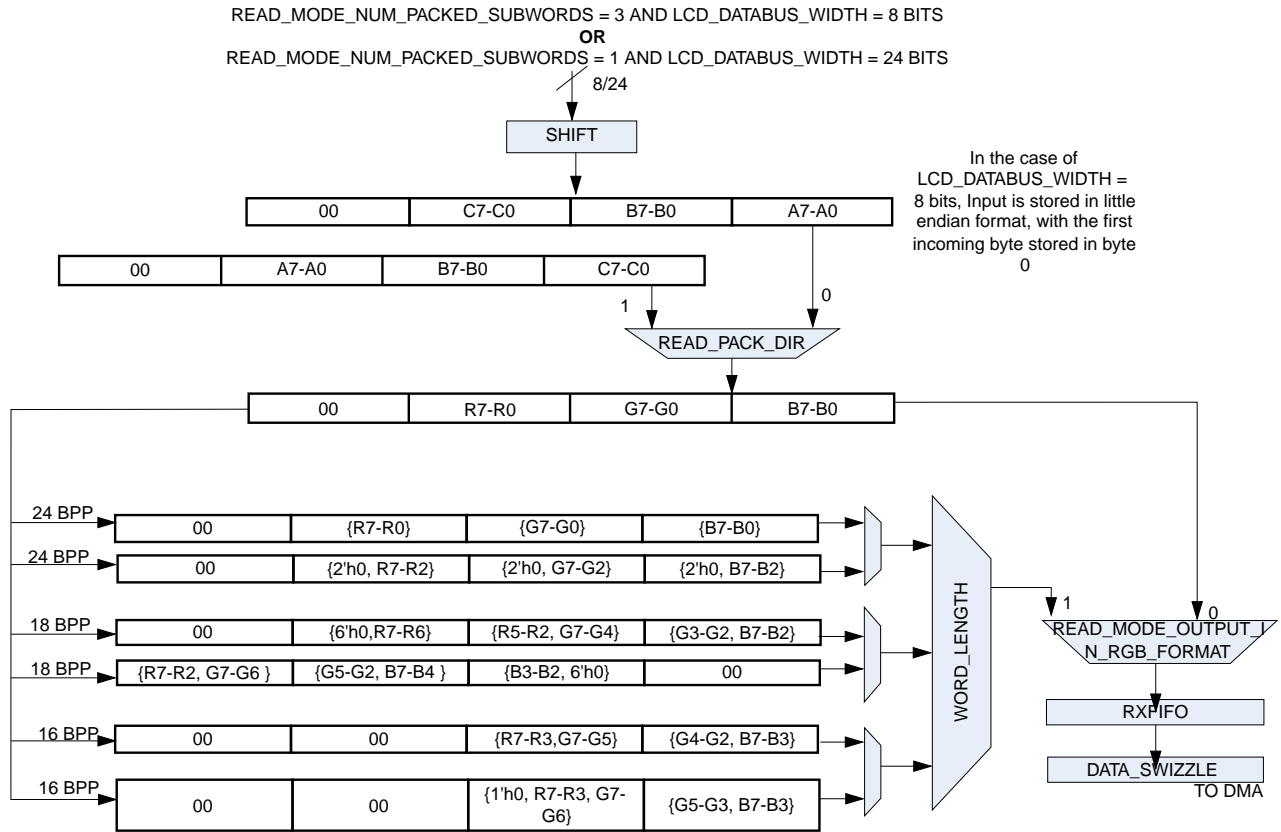 READ_MODE_NUM_PACKED_SUBWORDS = 3 AND LCD_DATABUS_WIDTH = 8 BITS
OR
READ_MODE_NUM_PACKED_SUBWORDS = 1 AND LCD_DATABUS_WIDTH = 24 BITS
8/24
SHIFT
In the case of
LCD_DATABUS_WIDTH =
8 bits, Input is stored in little
endian format, with the first
incoming byte stored in byte
0
00 C7-C0 B7-B0 A7-A0
00 A7-A0 B7-B0 C7-C0
1 0
READ_PACK_DIR
00 R7-R0 G7-G0 B7-B0
24 BPP 00 {R7-R0} {G7-G0} {B7-B0}
24 BPP 00 {2'h0, R7-R2} {2'h0, G7-G2} {2'h0, B7-B2}
18 BPP 00 {6'h0,R7-R6} {R5-R2, G7-G4} {G3-G2, B7-B2}
18 BPP {R7-R2, G7-G6 } {G5-G2, B7-B4 } {B3-B2, 6'h0} 00
16 BPP 00 00 {R7-R3,G7-G5} {G4-G2, B7-B3}
16 BPP 00 00 {1'h0, R7-R3, G7-
G6} {G5-G3, B7-B3}
WORD_LENGTH
1 0
READ_MODE_OUTPUT_I
N_RGB_FORMAT
RXFIFO
DATA_SWIZZLE
TO DMA